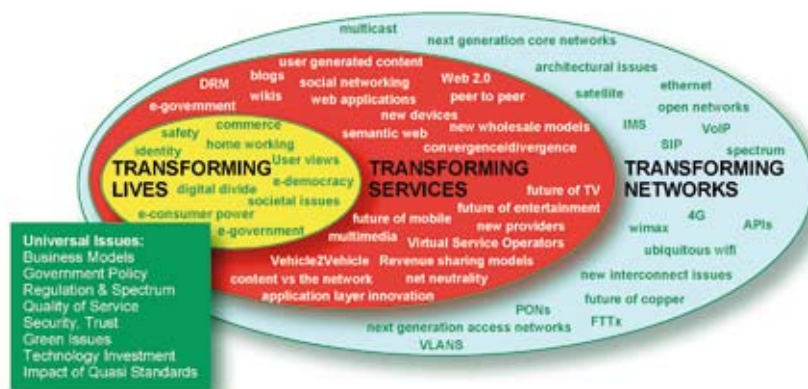 multicast
next generation core networks
user generated content
architectural issues
DRM
blogs
social networking
Web 2.0
ethernet
wikis
web applications
peer to peer
satellite
e-government
new devices
open networks
commerce
semantic web
new wholesale models
IMS
VoIP
safety
home working
convergence/divergence
SIP
identity
User views
spectrum
TRANSFORMING
LIVES
TRANSFORMING
SERVICES
TRANSFORMING
NETWORKS
digital divide
e-democracy
future of TV
societal issues
future of entertainment
e-consumer power
future of mobile
new providers
4G
APIs
e-government
multimedia
Virtual Service Operators
wimax
ubiquitous wifi
Vehicle2Vehicle
Revenue sharing models
content vs the network
net neutrality
new interconnect issues
application layer innovation
future of copper
PONs
next generation access networks
FTTx
VLANS
Universal Issues:
Business Models
Government Policy
Regulation & Spectrum
Quality of Service
Security, Trust
Green Issues
Technology Investment
Impact of Quasi Standards